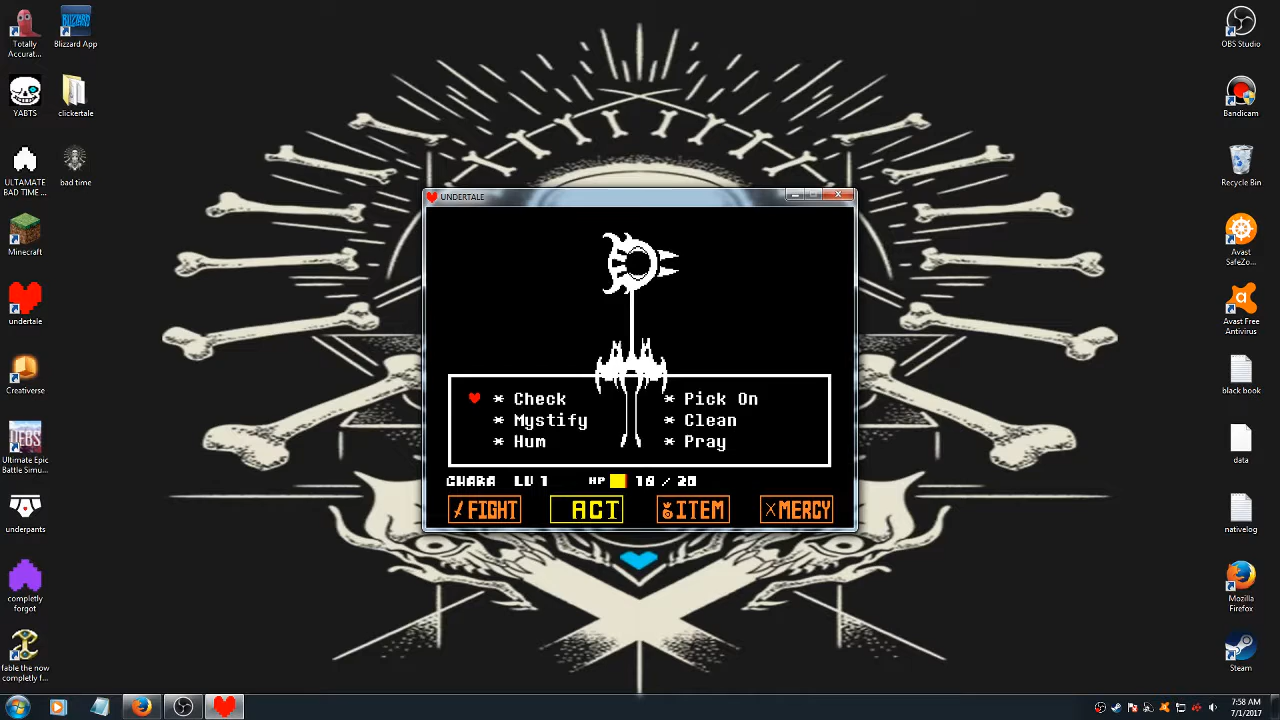 Totally
Accurat...
Blizzard App
YABTS
clickertale
ULTAMATE
BAD TIME ...
bad time
Minecraft
undertale
Creativerse
Ultimate Epic
Battle Simu...
underpants
completly
forgot
fable the now
completly f...
OBS Studio
Bandicam
Recycle Bin
Avast
SafeZo...
Avast Free
Antivirus
black book
data
nativelog
Mozilla
Firefox
Steam
UNDERTALE
* Check
* Pick On
* Mystify
* Clean
* Hum
* Pray
CHARA LV 1 HP 18 / 20
FIGHT
ACT
ITEM
MERCY
7:58 AM
7/1/2017